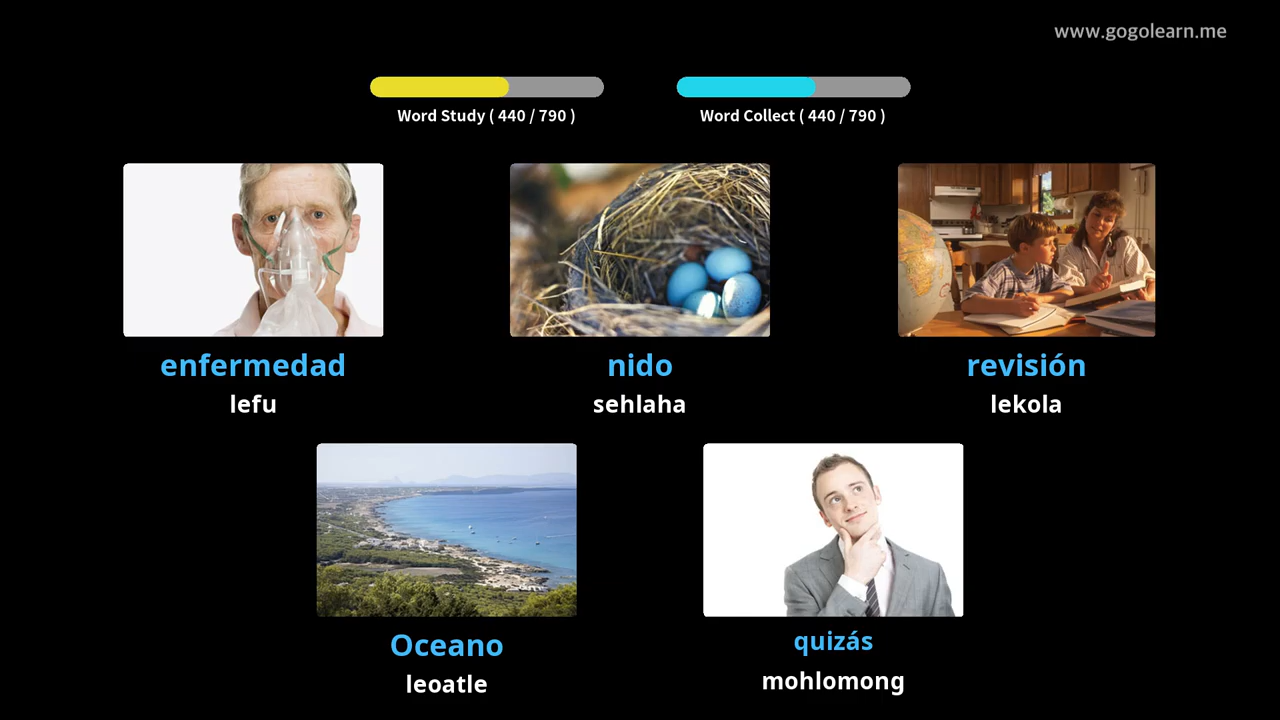 www.gogolearn.me
Word Study ( 440 / 790 )
Word Collect ( 440 / 790 )
enfermedad
lefu
nido
sehlaha
revisión
lekola
Oceano
leoatle
quizás
mohlomong